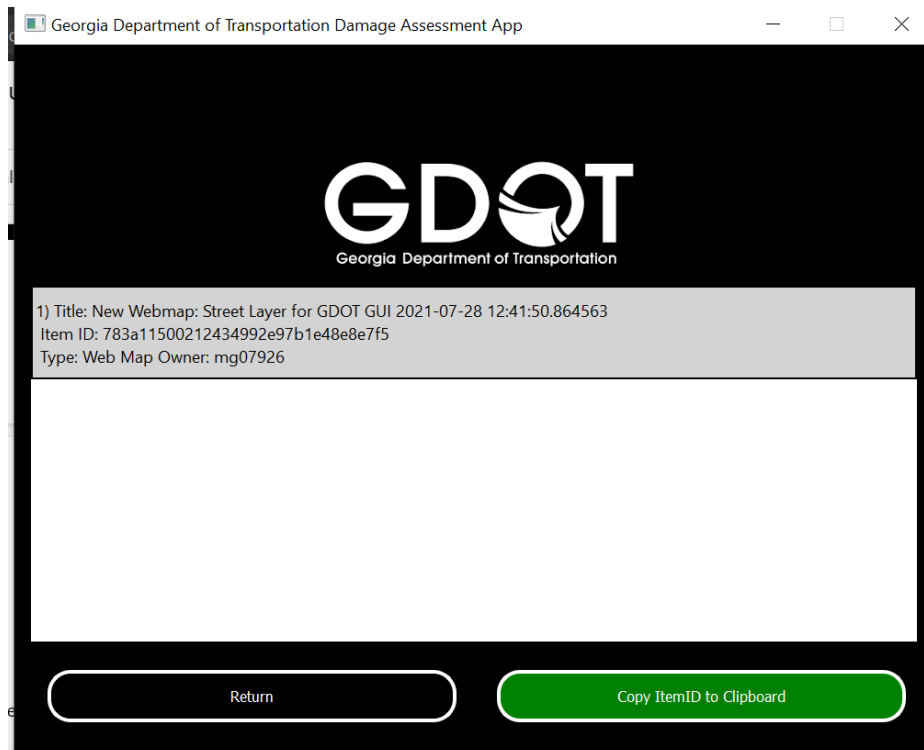 Georgia Department of Transportation Damage Assessment App
GDOT
Georgia Department of Transportation
1) Title: New Webmap: Street Layer for GDOT GUI 2021-07-28 12:41:50.864563
Item ID: 783a11500212434992e97b1e48e8e7f5
Type: Web Map Owner: mg07926
Return
Copy ItemID to Clipboard